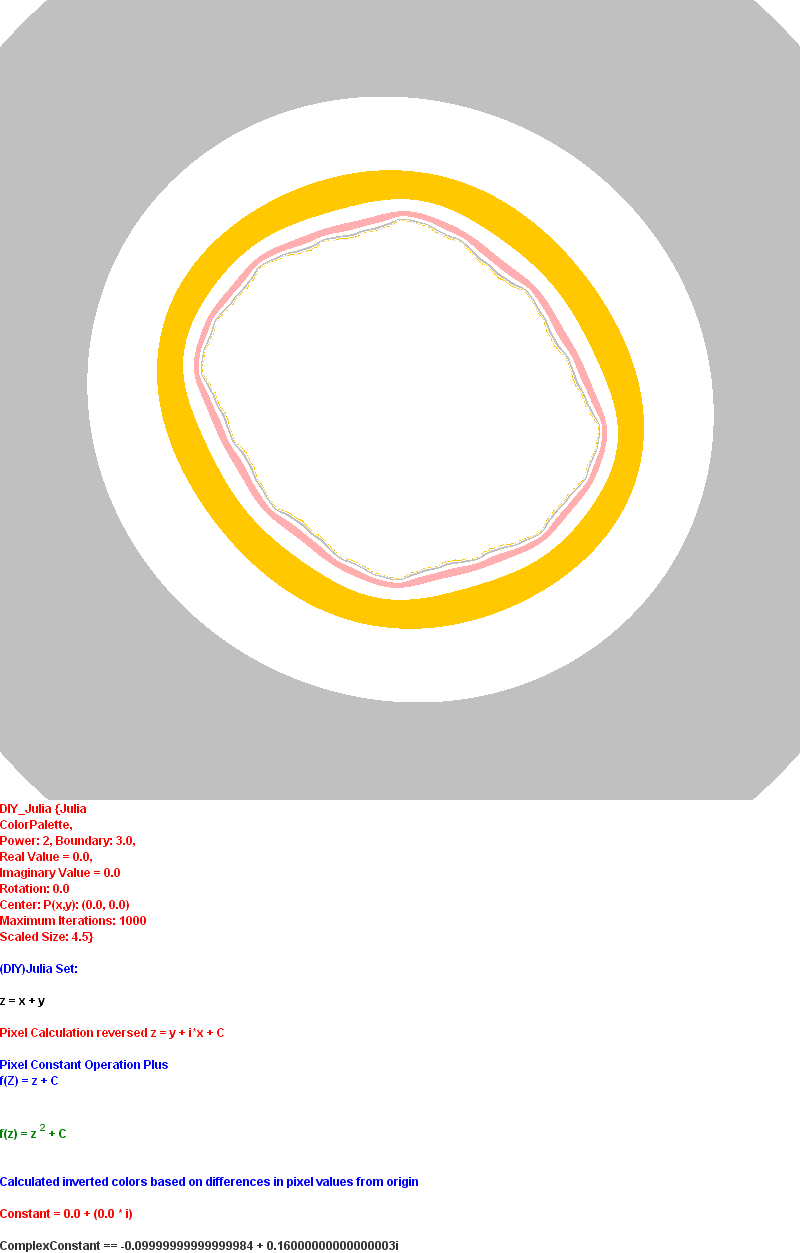 DIY_Julia {Julia
ColorPalette,
Power: 2, Boundary: 3.0,
Real Value = 0.0,
Imaginary Value = 0.0
Rotation: 0.0
Center: P(x,y): (0.0, 0.0)
Maximum Iterations: 1000
Scaled Size: 4.5}
(DIY)Julia Set:
z = x + y
Pixel Calculation reversed z = y + i*x + C
Pixel Constant Operation Plus
f(Z) = z + C
f(z) = z 2 + C
Calculated inverted colors based on differences in pixel values from origin
Constant = 0.0 + (0.0 * i)
ComplexConstant == -0.09999999999999984 + 0.16000000000000003i